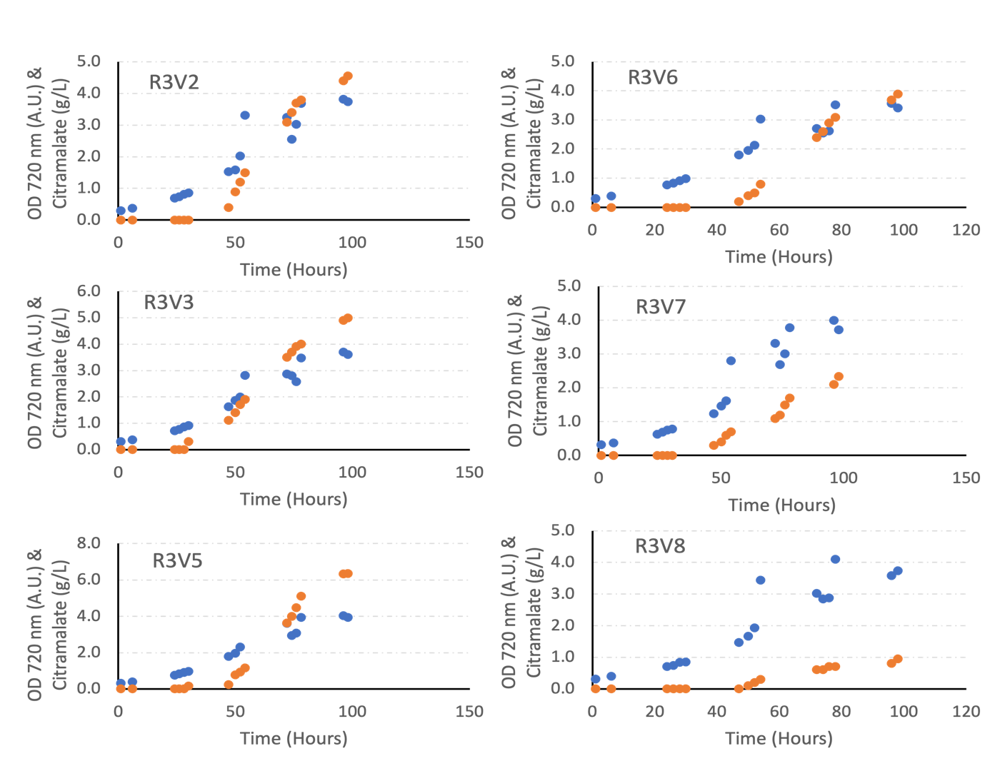 OD 720 nm (A.U.) &
Citramalate (g/L)
5.0
4.0
3.0
2.0
1.0
0.0
R3V2
0 50 100 150
Time (Hours)
OD 720 nm (A.U.) &
Citramalate (g/L)
5.0
4.0
3.0
2.0
1.0
0.0
R3V6
0 20 40 60 80 100 120
Time (Hours)
OD 720 nm (A.U.) &
Citramalate (g/L)
6.0
5.0
4.0
3.0
2.0
1.0
0.0
R3V3
0 50 100 150
Time (Hours)
OD 720 nm (A.U.) &
Citramalate (g/L)
5.0
4.0
3.0
2.0
1.0
0.0
R3V7
0 50 100 150
Time (Hours)
OD 720 nm (A.U.) &
Citramalate (g/L)
8.0
6.0
4.0
2.0
0.0
R3V5
0 50 100 150
Time (Hours)
OD 720 nm (A.U.) &
Citramalate (g/L)
5.0
4.0
3.0
2.0
1.0
0.0
R3V8
0 20 40 60 80 100 120
Time (Hours)